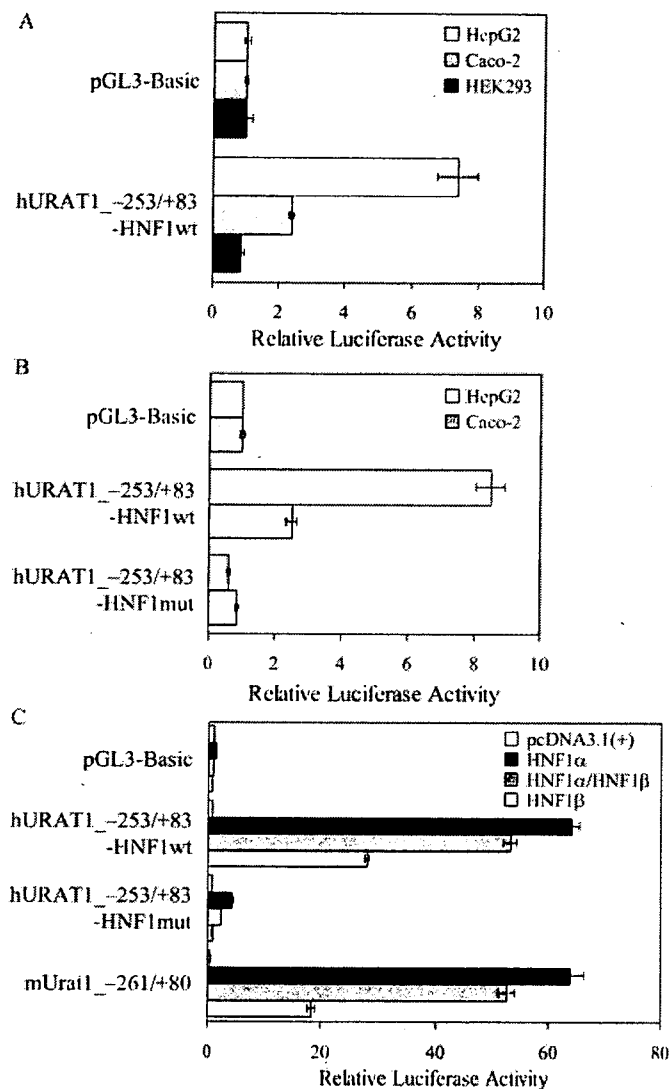 A
HepG2
Caco-2
HEK293
pGL3-Basic
hURAT1_−253/+83
-HNF1wt
0 2 4 6 8 10
Relative Luciferase Activity
B
HepG2
Caco-2
pGL3-Basic
hURAT1_−253/+83
-HNF1wt
hURAT1_−253/+83
-HNF1mut
0 2 4 6 8 10
Relative Luciferase Activity
C
pcDNA3.1(+)
HNF1α
HNF1α/HNF1β
HNF1β
pGL3-Basic
hURAT1_−253/+83
-HNF1wt
hURAT1_−253/+83
-HNF1mut
mUrat1_−261/+80
0 20 40 60 80
Relative Luciferase Activity